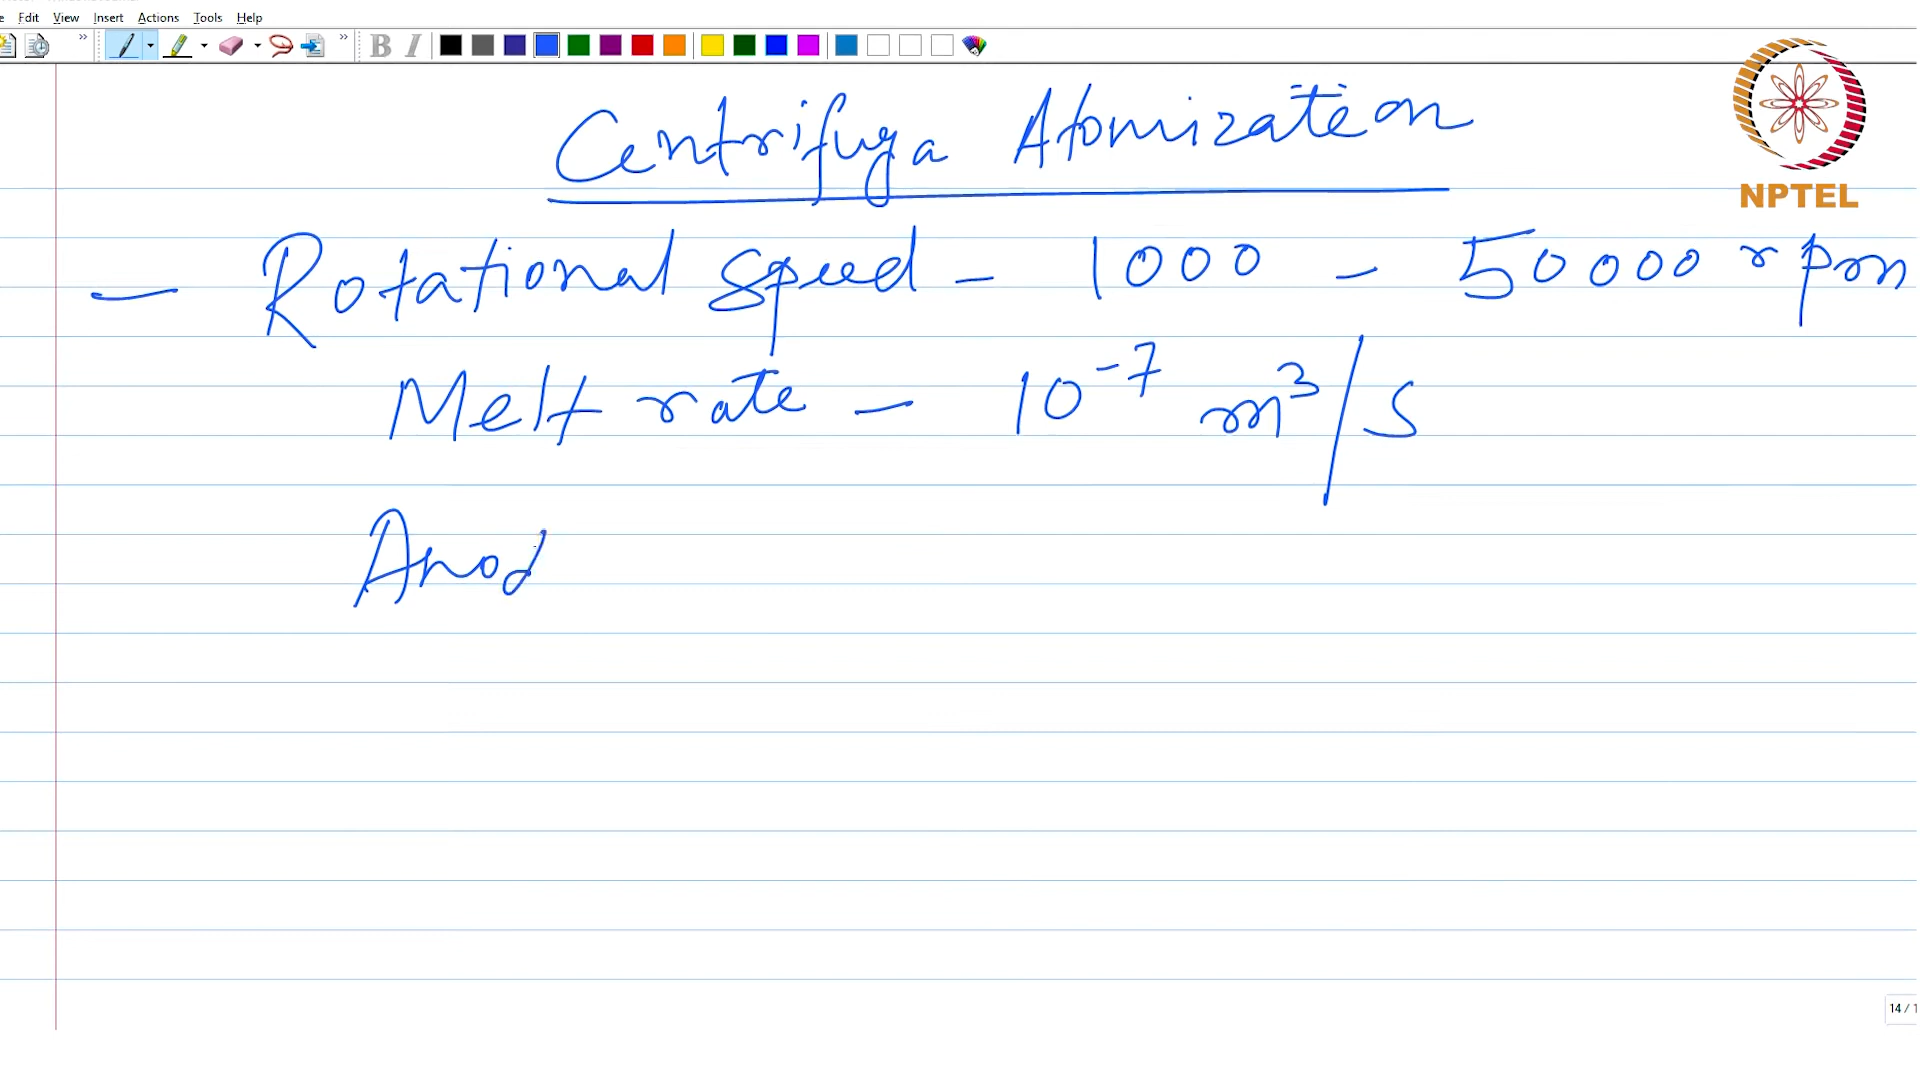 Edit View Insert Actions Tools Help
B I
NPTEL
Centrifuga Atomization
— Rotational speed - 1000 - 50000 rpm
Melt rate - 10⁻⁷ m³/s
Anod
14 / 1